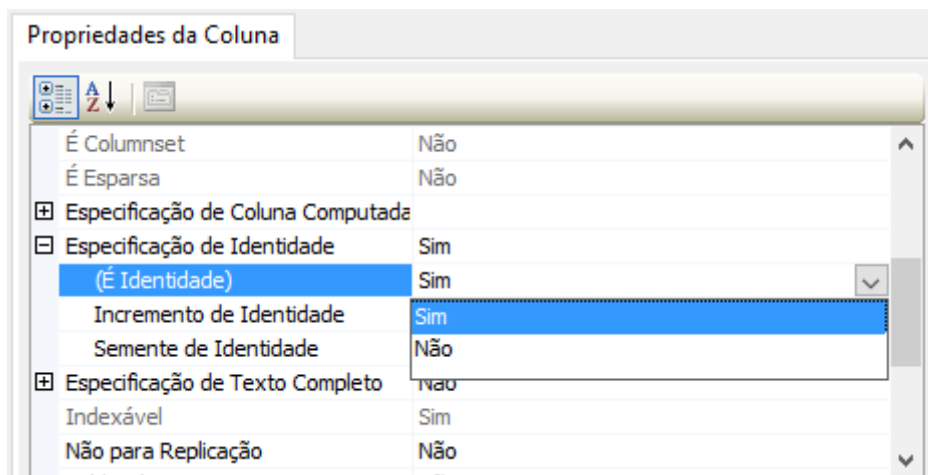 Propriedades da Coluna
É Columnset Não
É Esparsa Não
Especificação de Coluna Computada
Especificação de Identidade Sim
(É Identidade) Sim
Incremento de Identidade Sim
Semente de Identidade Não
Especificação de Texto Completo Não
Indexável Sim
Não para Replicação Não